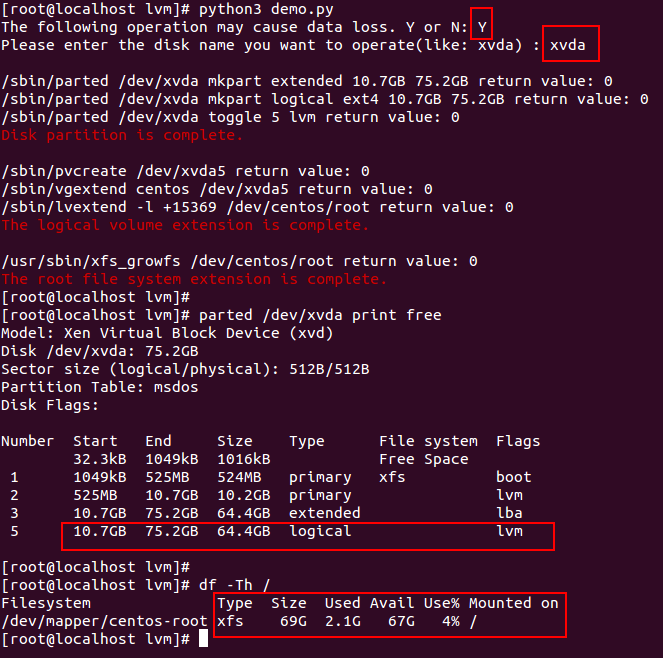 [root@localhost lvm]# python3 demo.py
The following operation may cause data loss. Y or N: Y
Please enter the disk name you want to operate(like: xvda) : xvda
/sbin/parted /dev/xvda mkpart extended 10.7GB 75.2GB return value: 0
/sbin/parted /dev/xvda mkpart logical ext4 10.7GB 75.2GB return value: 0
/sbin/parted /dev/xvda toggle 5 lvm return value: 0
Disk partition is complete.
/sbin/pvcreate /dev/xvda5 return value: 0
/sbin/vgextend centos /dev/xvda5 return value: 0
/sbin/lvextend -l +15369 /dev/centos/root return value: 0
The logical volume extension is complete.
/usr/sbin/xfs_growfs /dev/centos/root return value: 0
The root file system extension is complete.
[root@localhost lvm]#
[root@localhost lvm]# parted /dev/xvda print free
Model: Xen Virtual Block Device (xvd)
Disk /dev/xvda: 75.2GB
Sector size (logical/physical): 512B/512B
Partition Table: msdos
Disk Flags:
Number  Start   End     Size    Type      File system  Flags
        32.3kB  1049kB  1016kB            Free Space
 1      1049kB  525MB   524MB   primary   xfs          boot
 2      525MB   10.7GB  10.2GB  primary                lvm
 3      10.7GB  75.2GB  64.4GB  extended               lba
 5      10.7GB  75.2GB  64.4GB  logical                lvm
[root@localhost lvm]#
[root@localhost lvm]# df -Th /
Filesystem              Type  Size  Used Avail Use% Mounted on
/dev/mapper/centos-root xfs    69G  2.1G   67G   4% /
[root@localhost lvm]#